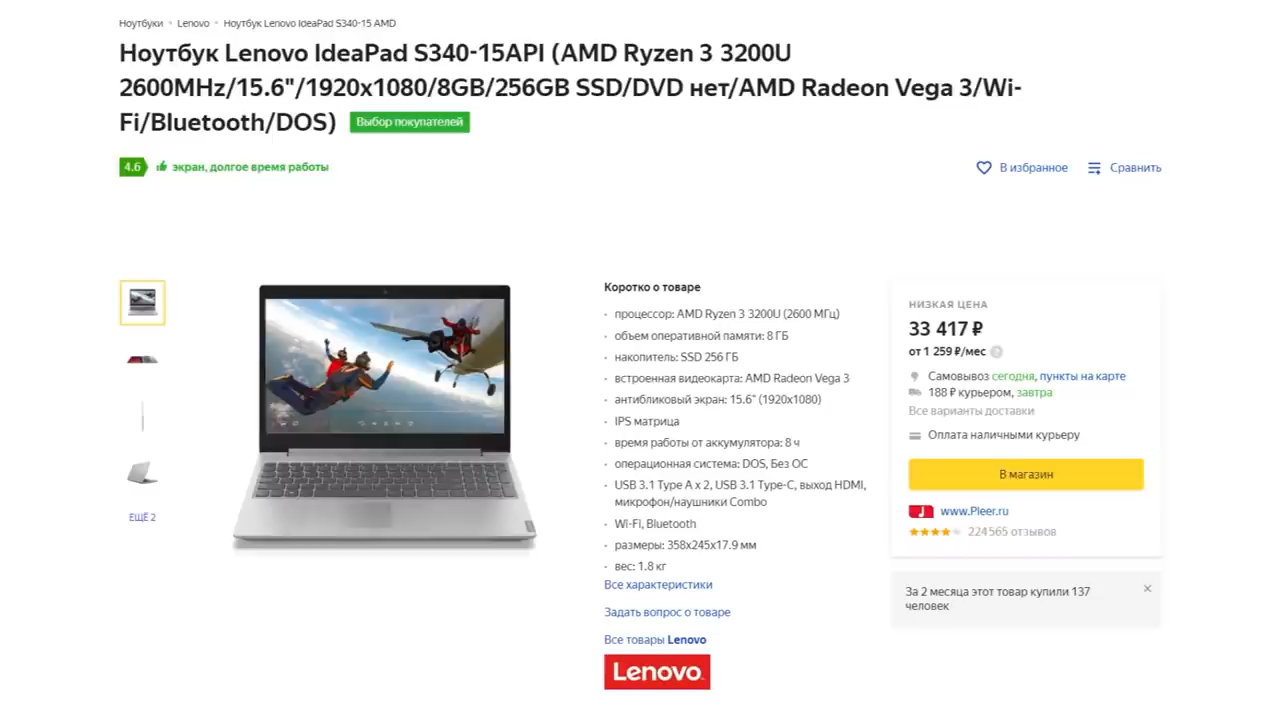 Ноутбуки • Lenovo • Ноутбук Lenovo IdeaPad S340-15 AMD
Ноутбук Lenovo IdeaPad S340-15API (AMD Ryzen 3 3200U
2600MHz/15.6"/1920x1080/8GB/256GB SSD/DVD нет/AMD Radeon Vega 3/Wi-
Fi/Bluetooth/DOS) Выбор покупателей
4.6 экран, долгое время работы
В избранное
Сравнить
ЕЩЁ 2
Коротко о товаре
• процессор: AMD Ryzen 3 3200U (2600 МГц)
• объем оперативной памяти: 8 ГБ
• накопитель: SSD 256 ГБ
• встроенная видеокарта: AMD Radeon Vega 3
• антибликовый экран: 15.6" (1920x1080)
• IPS матрица
• время работы от аккумулятора: 8 ч
• операционная система: DOS, Без ОС
• USB 3.1 Type A x 2, USB 3.1 Type-C, выход HDMI,
микрофон/наушники Combo
• Wi-Fi, Bluetooth
• размеры: 358x245x17.9 мм
• вес: 1.8 кг
Все характеристики
Задать вопрос о товаре
Все товары Lenovo
Lenovo
НИЗКАЯ ЦЕНА
33 417 ₽
от 1 259 ₽/мес ?
Самовывоз сегодня, пункты на карте
188 ₽ курьером, завтра
Все варианты доставки
Оплата наличными курьеру
В магазин
www.Pleer.ru
224565 отзывов
За 2 месяца этот товар купили 137
человек